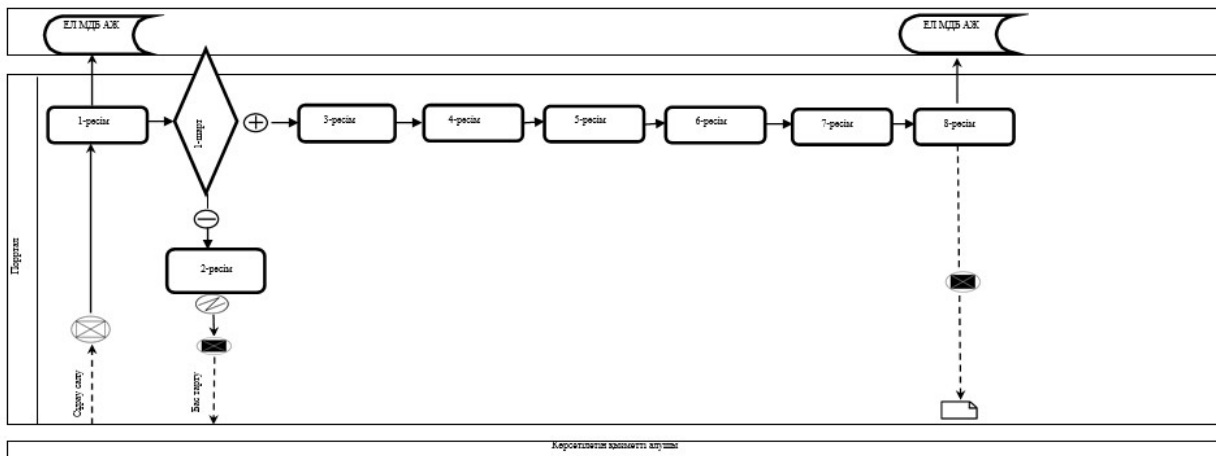 ЕЛ МДБ АЖ
ЕЛ МДБ АЖ
1-рәсім
1-шарт
3-рәсім
4-рәсім
5-рәсім
6-рәсім
7-рәсім
8-рәсім
2-рәсім
Порртал
Сұрау салу
Бас тарту
Көрсетілетін қызметті алушы